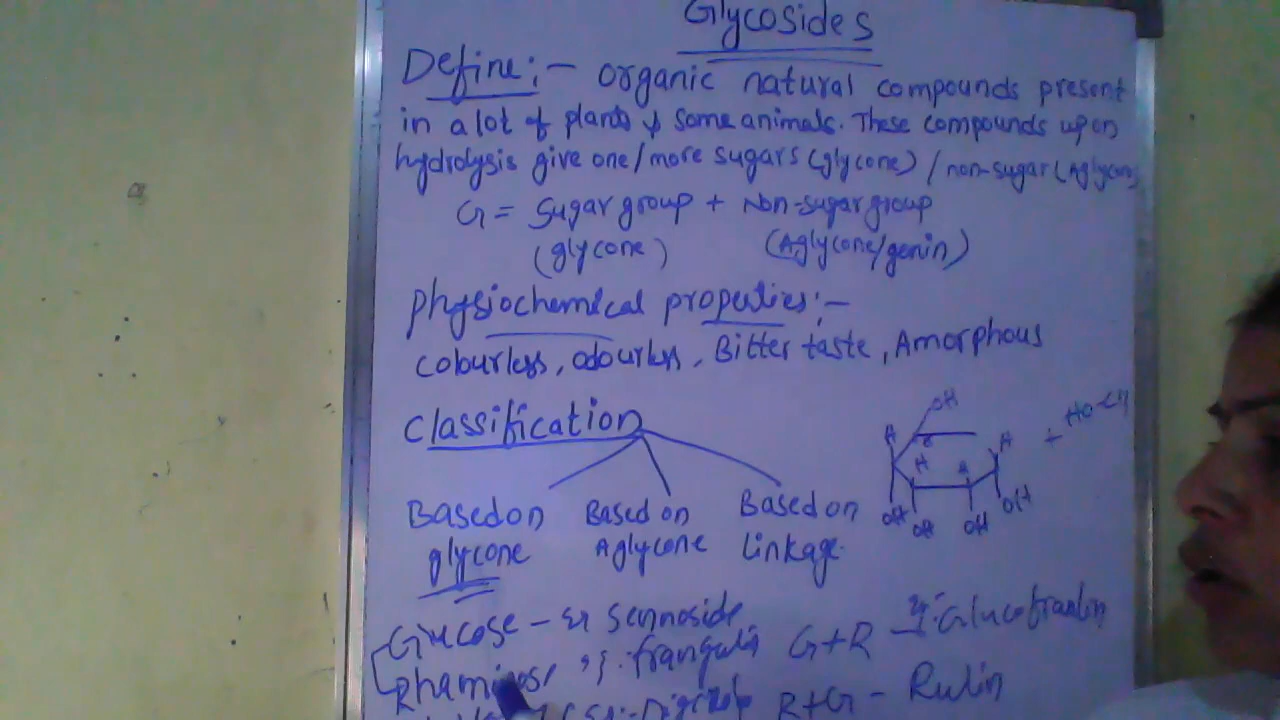 Glycosides
Define:- organic natural compounds present
in a lot of plants & some animals. These compounds upon
hydrolysis give one/more sugars (glycone) / non-sugar (Aglycone)
G = Sugar group + Non-sugar group
(glycone) (Aglycone/genin)
physiochemical properties:-
colourless, odourless, Bitter taste, Amorphous
Classification
Based on glycone
Based on Aglycone
Based on Linkage
OH
H
H
H
H
OH
OH
OH
OH
+ HO-
Glucose - Ex Sennoside
G+R
R+G - Rutin